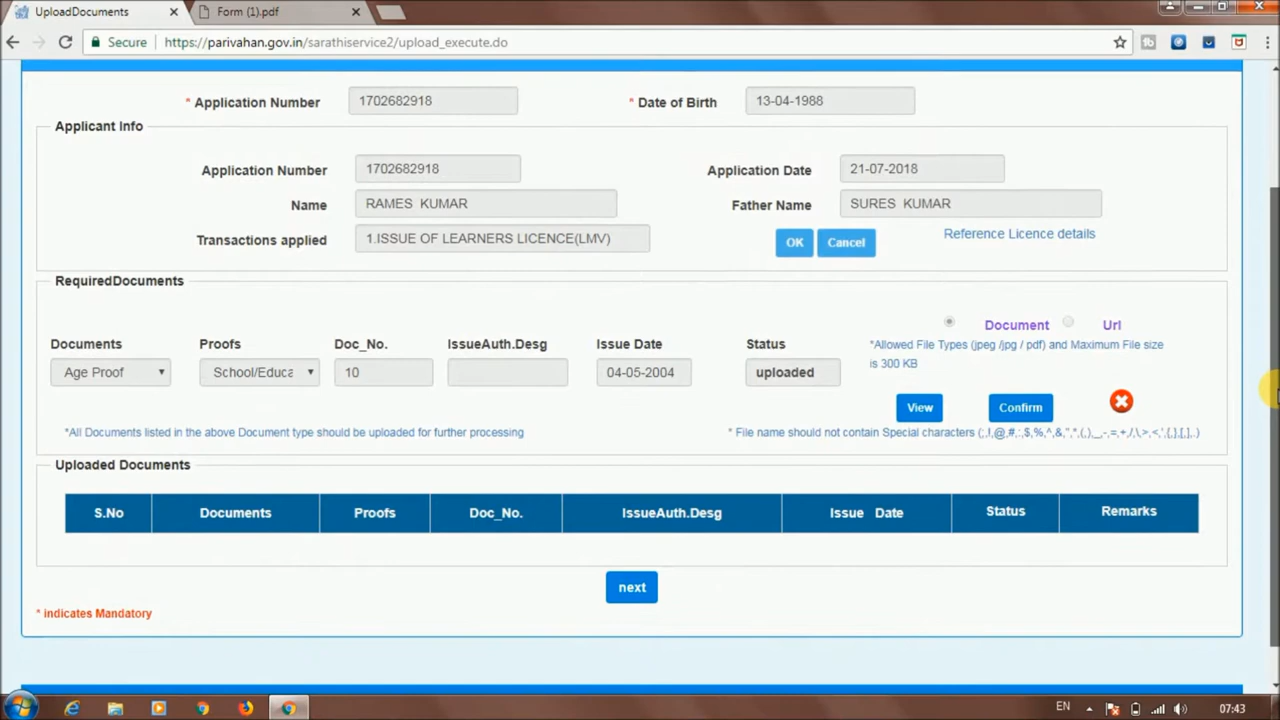 UploadDocuments
Form (1).pdf
Secure https://parivahan.gov.in/sarathiservice2/upload_execute.do
* Application Number 1702682918 * Date of Birth 13-04-1988
Applicant Info
Application Number 1702682918 Application Date 21-07-2018
Name RAMES KUMAR Father Name SURES KUMAR
Transactions applied 1.ISSUE OF LEARNERS LICENCE(LMV) OK Cancel Reference Licence details
RequiredDocuments
Document Url
Documents Proofs Doc_No. IssueAuth.Desg Issue Date Status *Allowed File Types (jpeg /jpg / pdf) and Maximum File size
is 300 KB
Age Proof School/Educa 10 04-05-2004 uploaded
View Confirm
*All Documents listed in the above Document type should be uploaded for further processing
* File name should not contain Special characters (;,!,@,#,:,$,%,^,&,",*,(,),_,-,=,+,/,\,>,<,',{,},[,],.)
Uploaded Documents
S.No Documents Proofs Doc_No. IssueAuth.Desg Issue Date Status Remarks
next
* indicates Mandatory
EN 07:43